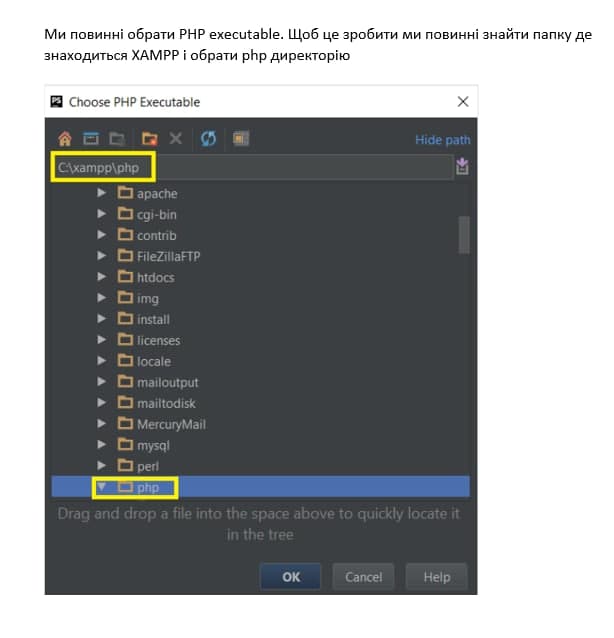 Ми повинні обрати PHP executable. Щоб це зробити ми повинні знайти папку де
знаходиться XAMPP і обрати php директорію
PS Choose PHP Executable
Hide path
C:\xampp\php
apache
cgi-bin
contrib
FileZillaFTP
htdocs
img
install
licenses
locale
mailoutput
mailtodisk
MercuryMail
mysql
perl
php
Drag and drop a file into the space above to quickly locate it
in the tree
OK Cancel Help